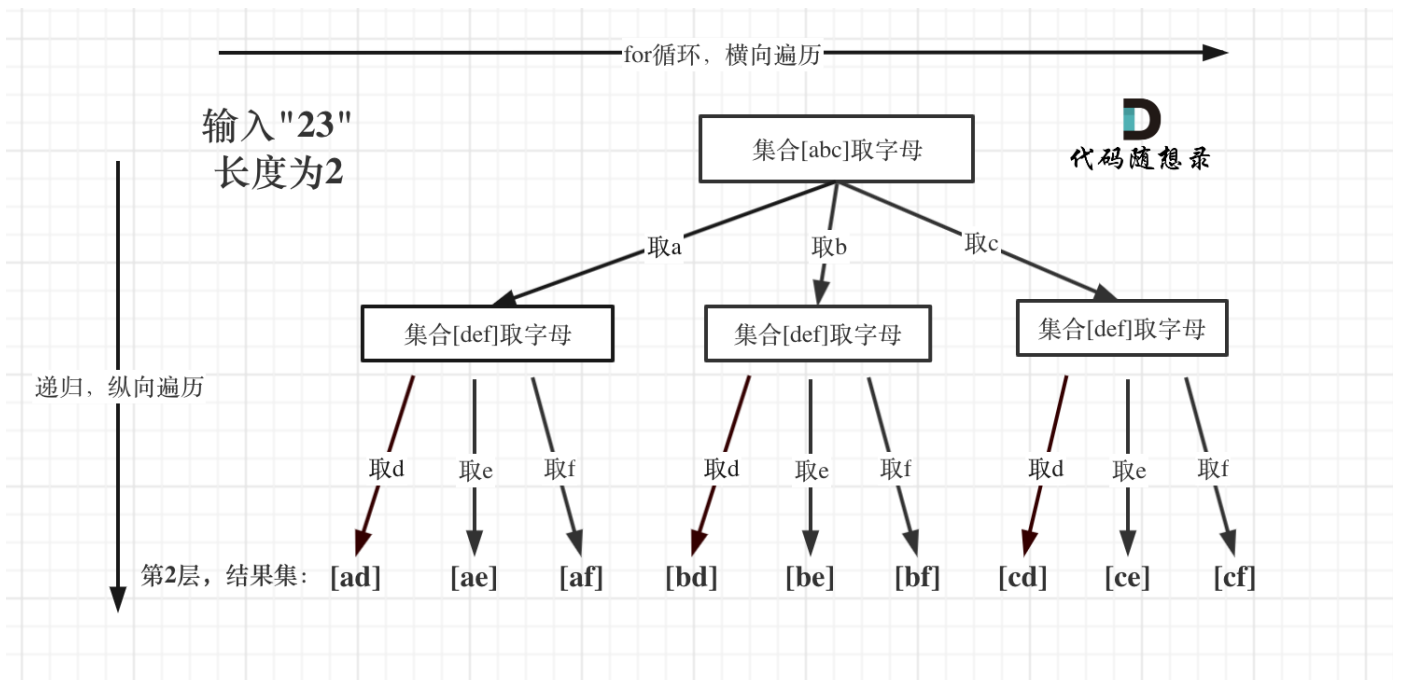 for循环，横向遍历
输入"23"
长度为2
代码随想录
集合[abc]取字母
取a
取b
取c
集合[def]取字母
集合[def]取字母
集合[def]取字母
递归，纵向遍历
取d
取e
取f
取d
取e
取f
取d
取e
取f
第2层，结果集：
[ad]
[ae]
[af]
[bd]
[be]
[bf]
[cd]
[ce]
[cf]